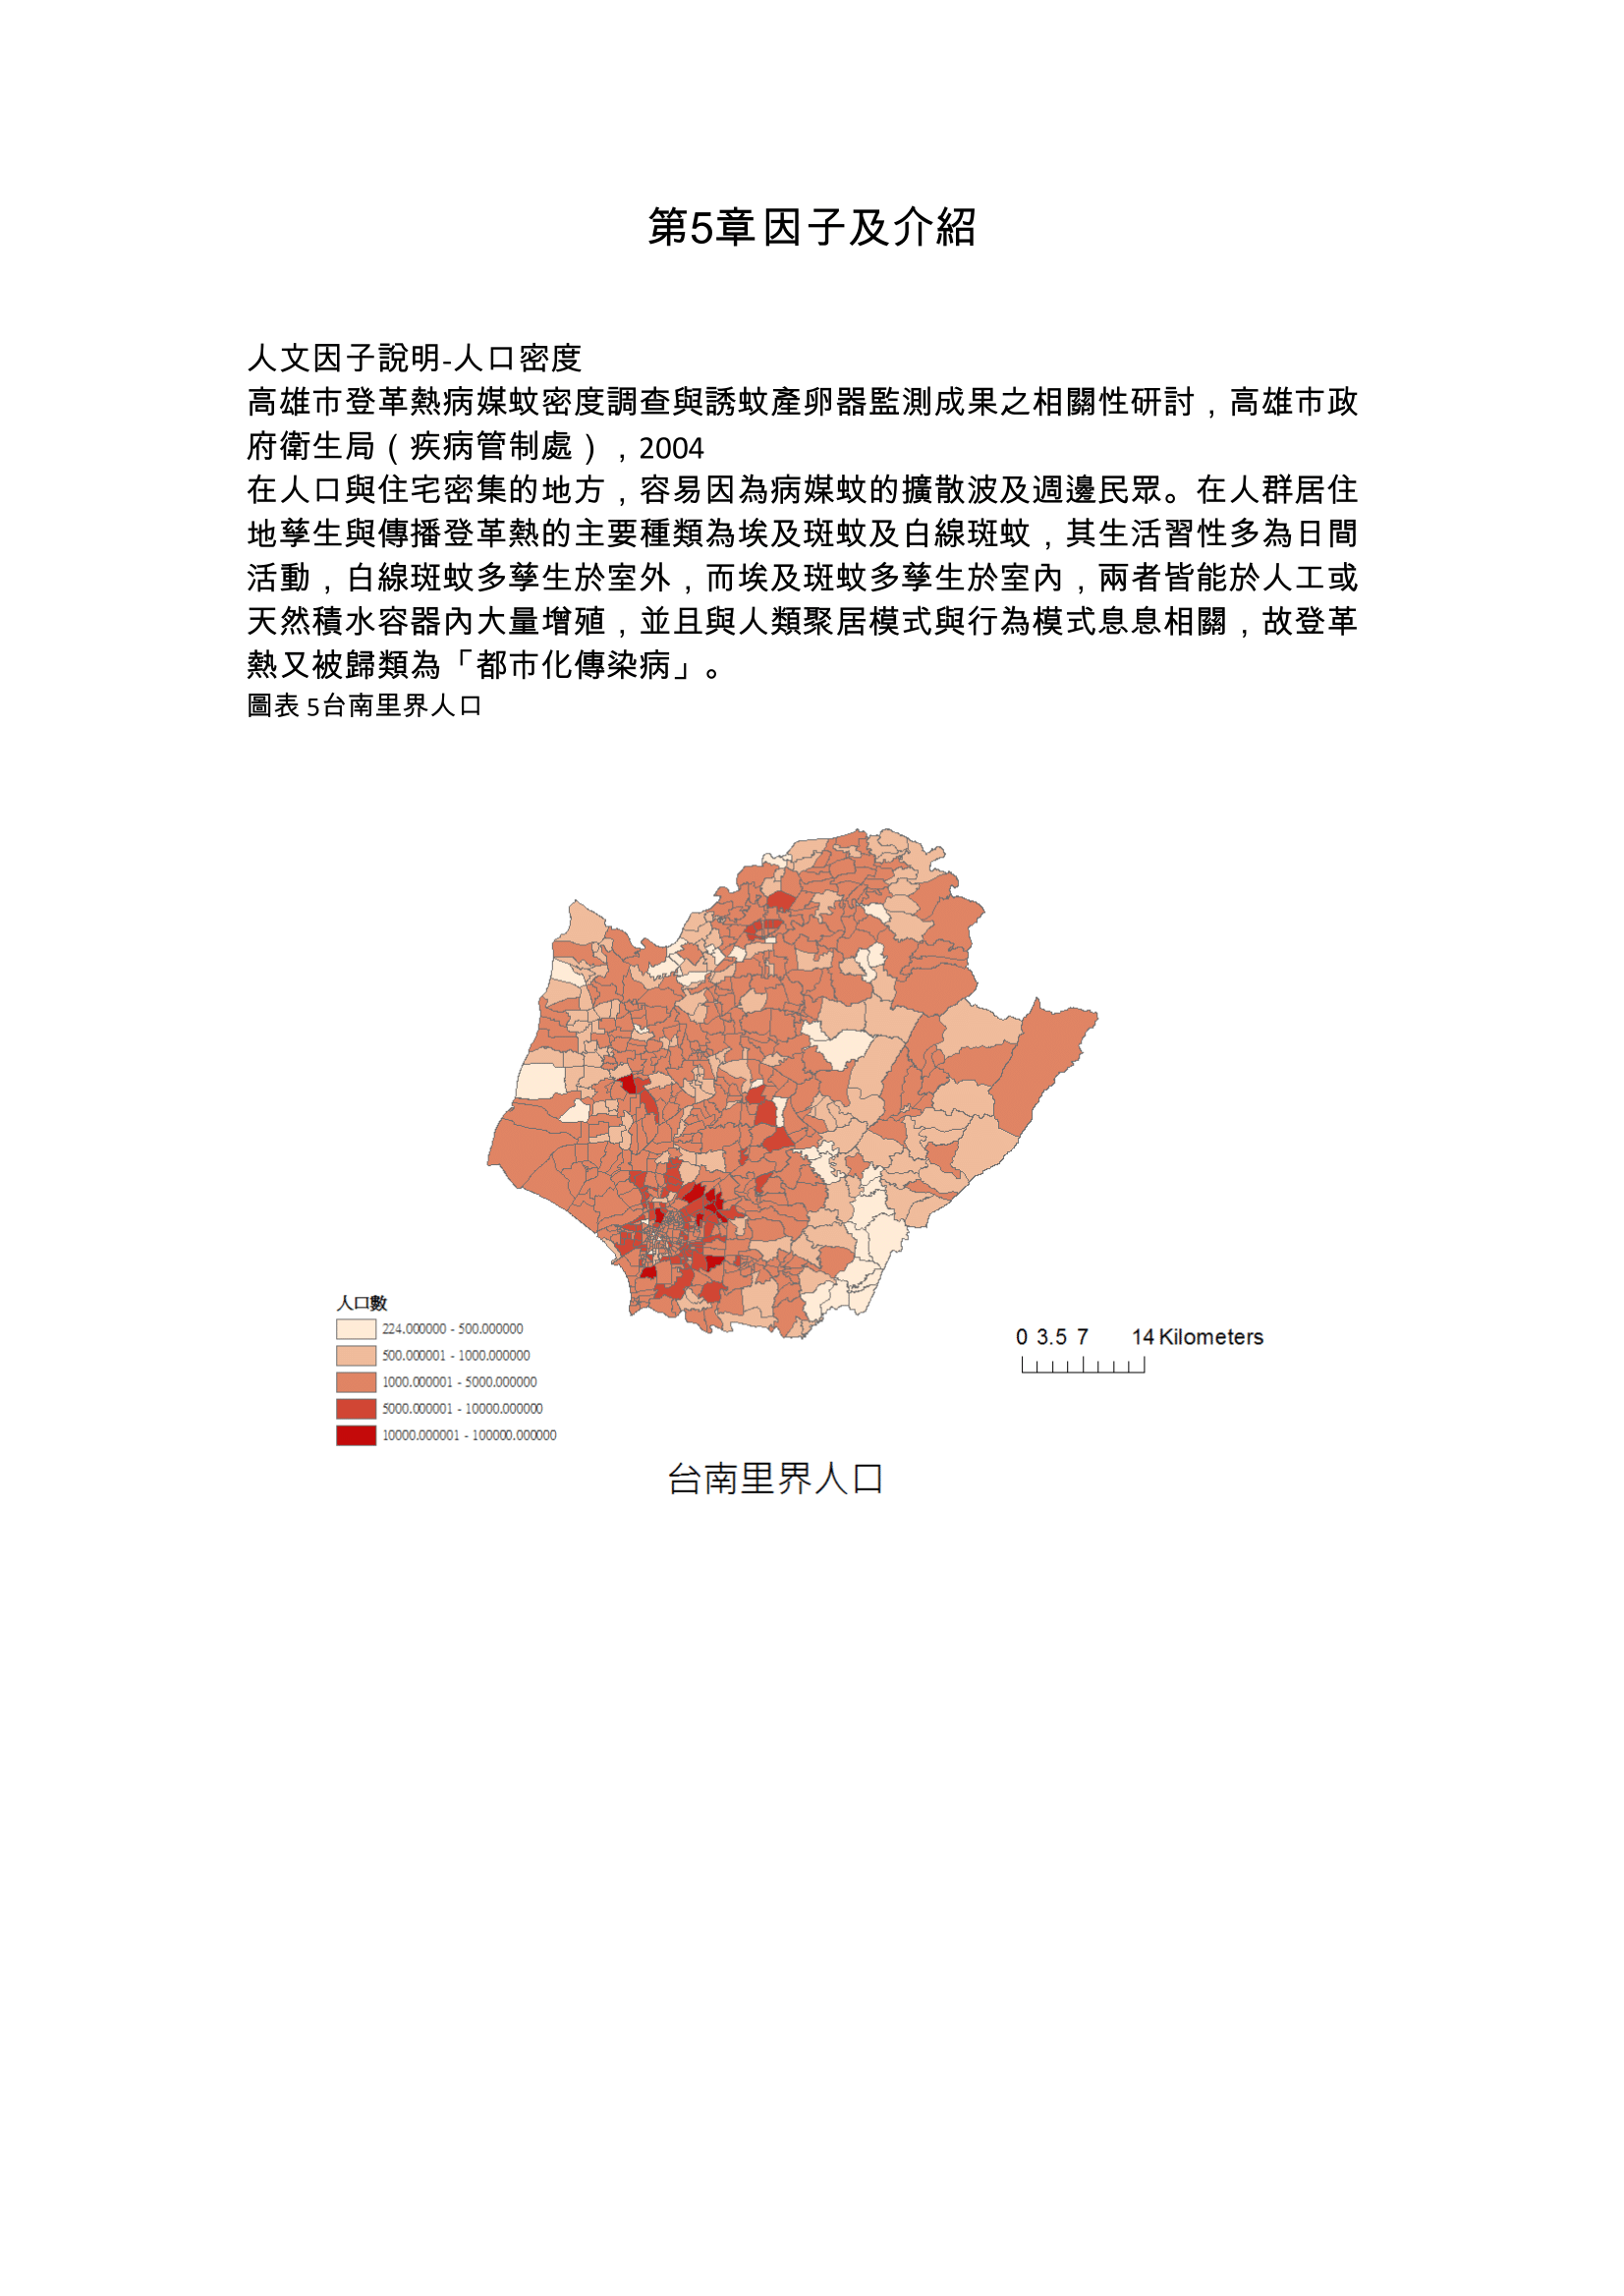 第5章 因子及介紹
人文因子說明-人口密度
高雄市登革熱病媒蚊密度調查與誘蚊產卵器監測成果之相關性研討，高雄市政
府衛生局（疾病管制處），2004
在人口與住宅密集的地方，容易因為病媒蚊的擴散波及週邊民眾。在人群居住
地孳生與傳播登革熱的主要種類為埃及斑蚊及白線斑蚊，其生活習性多為日間
活動，白線斑蚊多孳生於室外，而埃及斑蚊多孳生於室內，兩者皆能於人工或
天然積水容器內大量增殖，並且與人類聚居模式與行為模式息息相關，故登革
熱又被歸類為「都市化傳染病」。
圖表 5台南里界人口
人口數
224.000000 - 500.000000
500.000001 - 1000.000000
1000.000001 - 5000.000000
5000.000001 - 10000.000000
10000.000001 - 100000.000000
0 3.5 7 14 Kilometers
台南里界人口